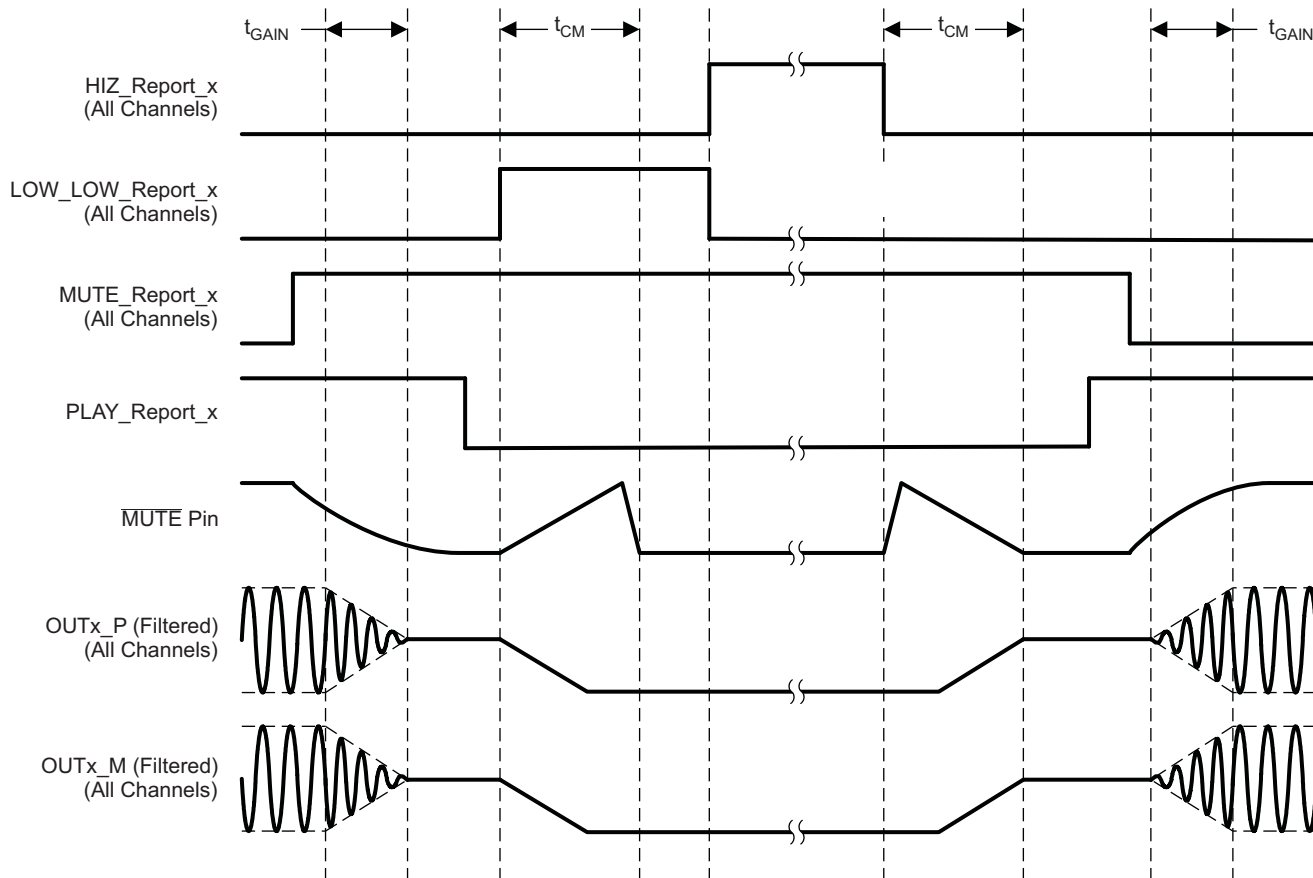 tGAIN
tCM
tCM
tGAIN
HIZ_Report_x
(All Channels)
LOW_LOW_Report_x
(All Channels)
MUTE_Report_x
(All Channels)
PLAY_Report_x
MUTE Pin
OUTx_P (Filtered)
(All Channels)
OUTx_M (Filtered)
(All Channels)